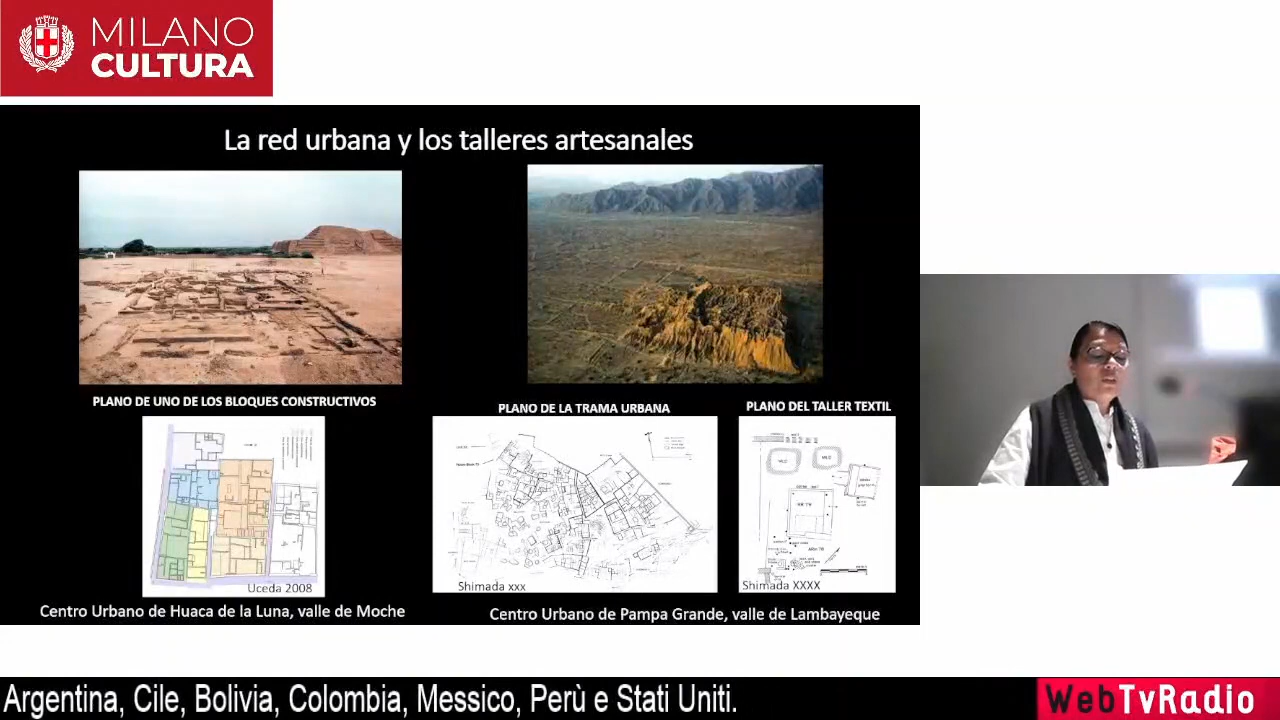 MILANO
CULTURA
La red urbana y los talleres artesanales
PLANO DE UNO DE LOS BLOQUES CONSTRUCTIVOS
PLANO DE LA TRAMA URBANA
PLANO DEL TALLER TEXTIL
Uceda 2008
Shimada xxx
Shimada XXXX
Centro Urbano de Huaca de la Luna, valle de Moche
Centro Urbano de Pampa Grande, valle de Lambayeque
Argentina, Cile, Bolivia, Colombia, Messico, Perù e Stati Uniti.
WebTvRadio